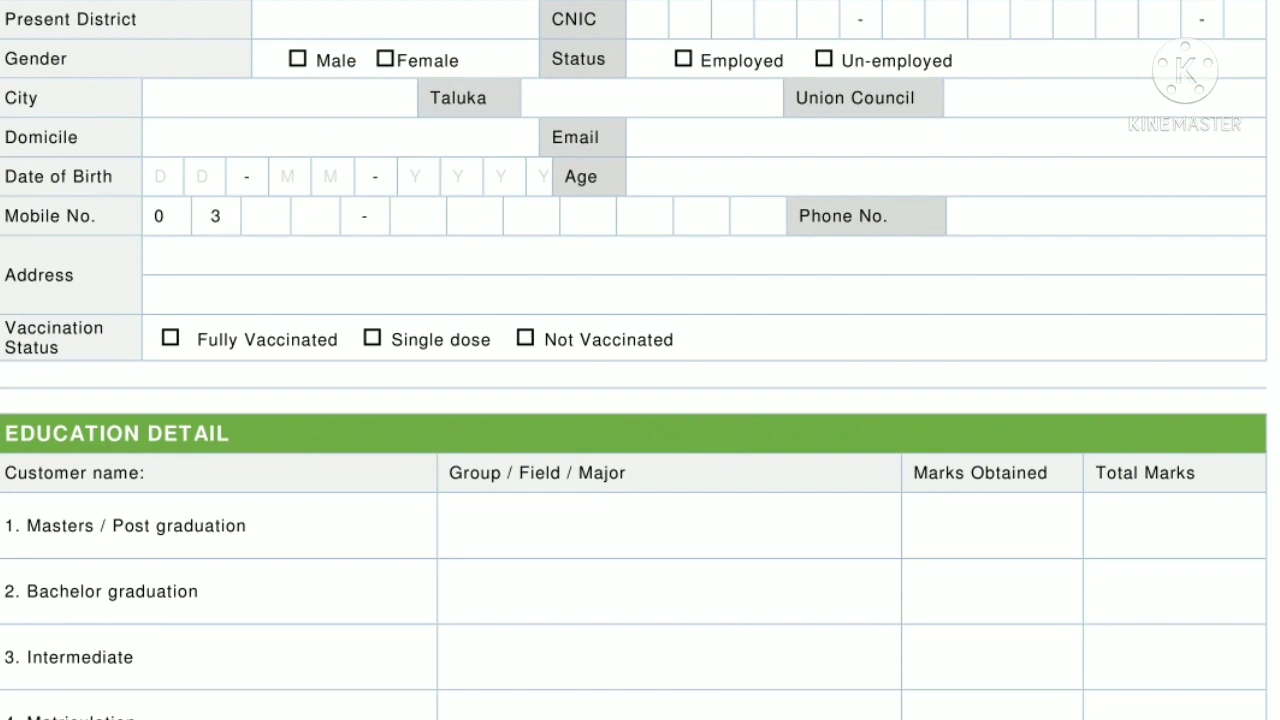 Present District CNIC - -
Gender Male Female Status Employed Un-employed
City Taluka Union Council
KINEMASTER
Domicile Email
Date of Birth D D - M M - Y Y Y Y Age
Mobile No. 0 3 - Phone No.
Address
Vaccination
Status
Fully Vaccinated Single dose Not Vaccinated
EDUCATION DETAIL
Customer name: Group / Field / Major Marks Obtained Total Marks
1. Masters / Post graduation
2. Bachelor graduation
3. Intermediate
4. Matriculation